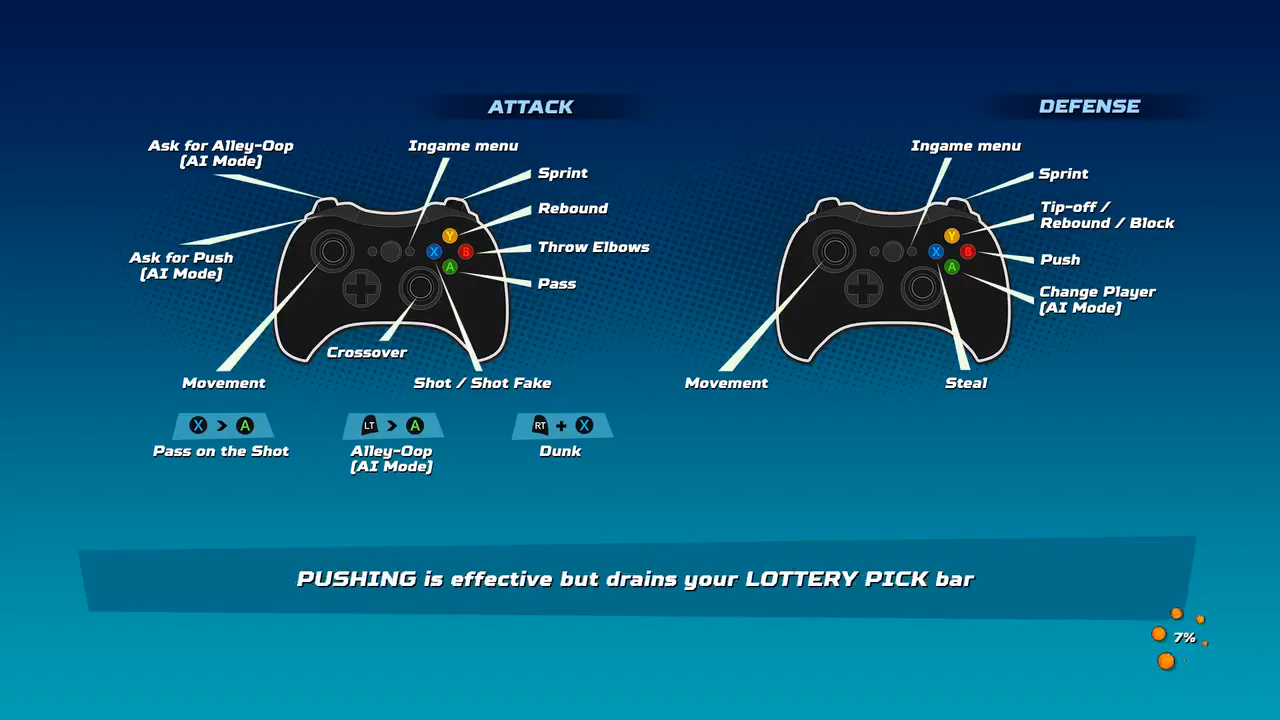 ATTACK
Ask for Alley-Oop
[AI Mode]
Ingame menu
Sprint
Rebound
Throw Elbows
Pass
Ask for Push
[AI Mode]
Y
X
B
A
Crossover
Movement
Shot / Shot Fake
X > A
Pass on the Shot
LT > A
Alley-Oop
[AI Mode]
RT + X
Dunk
DEFENSE
Ingame menu
Sprint
Tip-off /
Rebound / Block
Push
Change Player
[AI Mode]
Y
X
B
A
Movement
Steal
PUSHING is effective but drains your LOTTERY PICK bar
7%